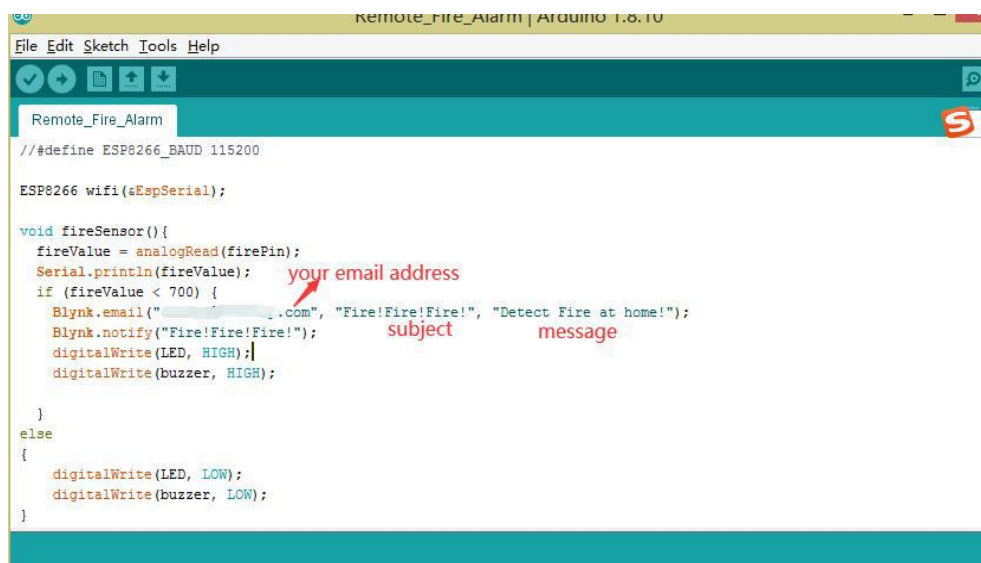 Remote_Fire_Alarm | Arduino 1.8.10
File Edit Sketch Tools Help
Remote_Fire_Alarm
//#define ESP8266_BAUD 115200
ESP8266 wifi(&EspSerial);
void fireSensor(){
fireValue = analogRead(firePin);
Serial.println(fireValue);
your email address
if (fireValue < 700) {
Blynk.email(" .com", "Fire!Fire!Fire!", "Detect Fire at home!");
Blynk.notify("Fire!Fire!Fire!");
subject
message
digitalWrite(LED, HIGH);
digitalWrite(buzzer, HIGH);
}
else
{
digitalWrite(LED, LOW);
digitalWrite(buzzer, LOW);
}